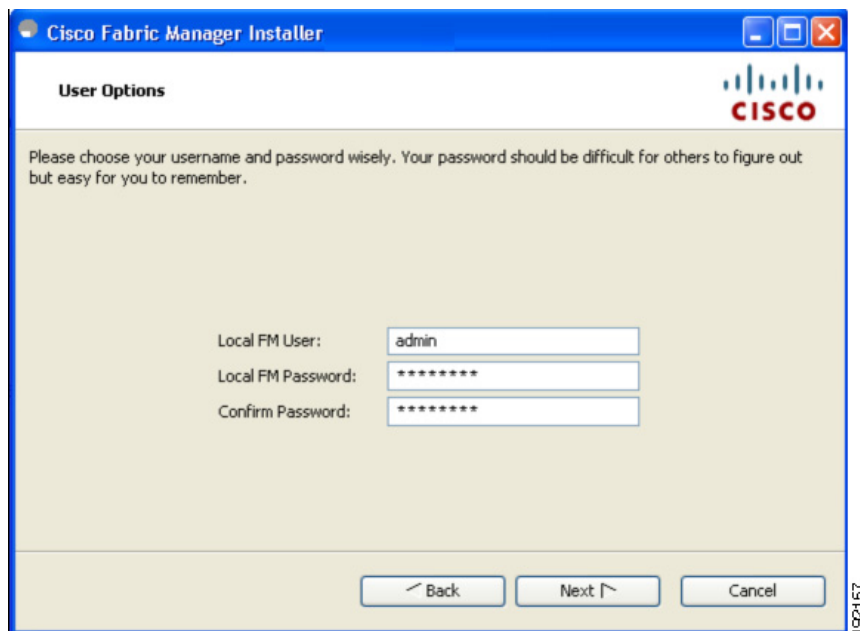 Cisco Fabric Manager Installer
User Options
CISCO
Please choose your username and password wisely. Your password should be difficult for others to figure out
but easy for you to remember.
Local FM User: admin
Local FM Password: ********
Confirm Password: ********
Back Next Cancel